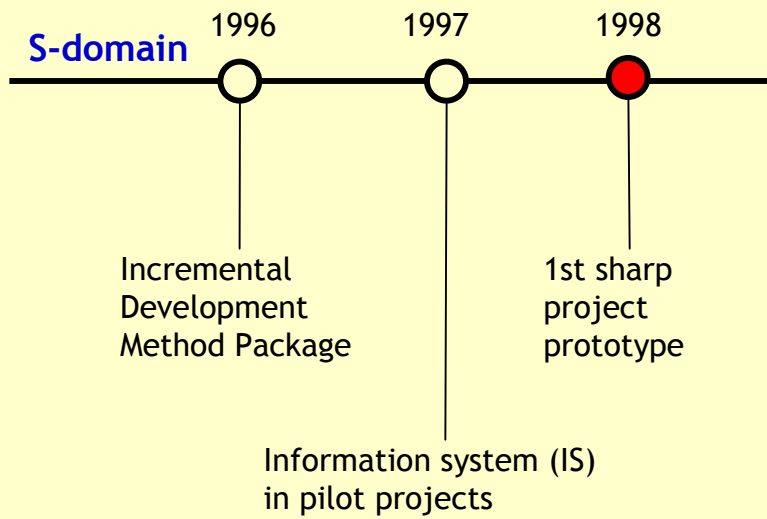 1996
1997
1998
S-domain
Incremental
Development
Method Package
1st sharp
project
prototype
Information system (IS)
in pilot projects